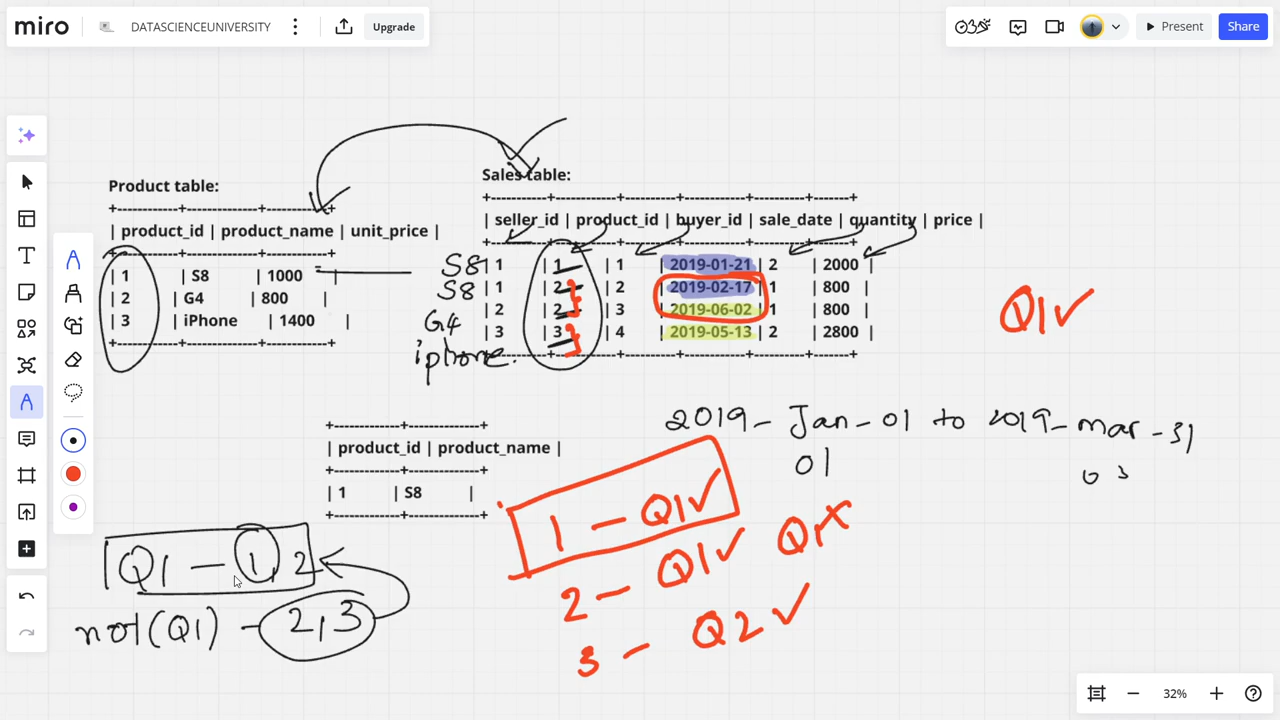 miro DATASCIENCEUNIVERSITY Upgrade Present Share
Product table:
+-----------+--------------+------------+
| product_id | product_name | unit_price |
+-----------+--------------+------------+
| 1 | S8 | 1000 |
| 2 | G4 | 800 |
| 3 | iPhone | 1400 |
+-----------+--------------+------------+
Sales table:
+-----------+------------+----------+------------+----------+-------+
| seller_id | product_id | buyer_id | sale_date | quantity | price |
+-----------+------------+----------+------------+----------+-------+
S8 | 1 | 1 | 1 | 2019-01-21 | 2 | 2000 |
S8 | 1 | 2 | 2 | 2019-02-17 | 1 | 800 |
G4 | 2 | 2 | 3 | 2019-06-02 | 1 | 800 |
iphone. | 3 | 3 | 4 | 2019-05-13 | 2 | 2800 |
+-----------+------------+----------+------------+----------+-------+
Q1✓
2019-Jan-01 to 2019-mar-31
01 03
+------------+--------------+
| product_id | product_name |
+------------+--------------+
| 1 | S8 |
+------------+--------------+
1 - Q1✓
2 - Q1✓ Q1x
3 - Q2✓
Q1 - 1, 2
not(Q1) - 2,3
32%